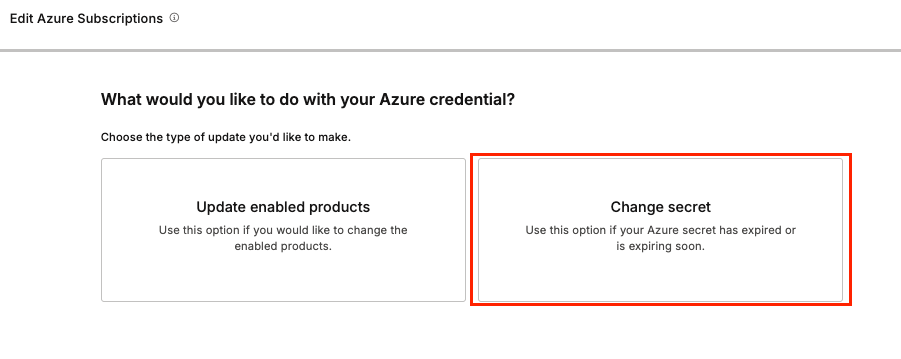 Edit Azure Subscriptions
What would you like to do with your Azure credential?
Choose the type of update you'd like to make.
Update enabled products
Use this option if you would like to change the
enabled products.
Change secret
Use this option if your Azure secret has expired or
is expiring soon.